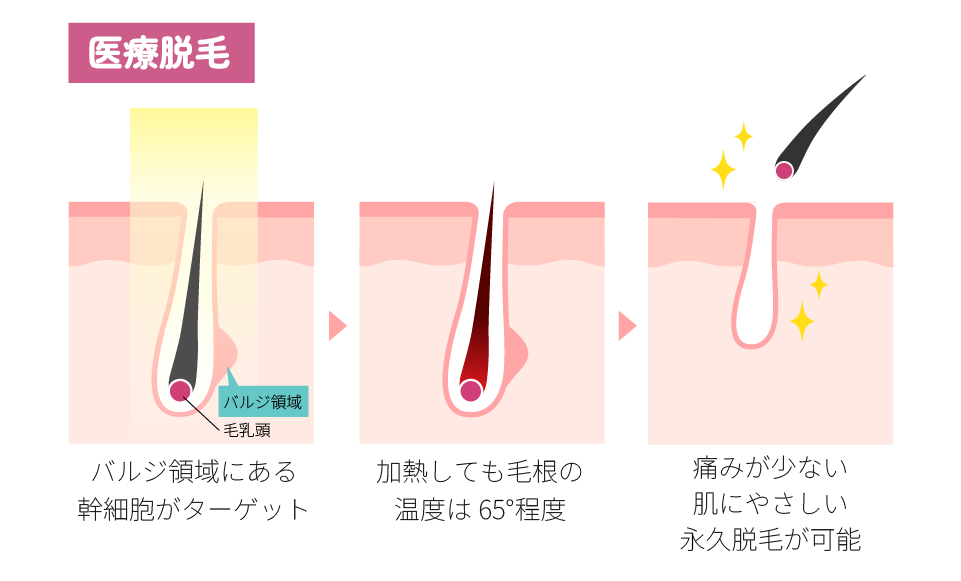 医療脱毛
バルジ領域
毛乳頭
バルジ領域にある
幹細胞がターゲット
加熱しても毛根の
温度は 65°程度
痛みが少ない
肌にやさしい
永久脱毛が可能